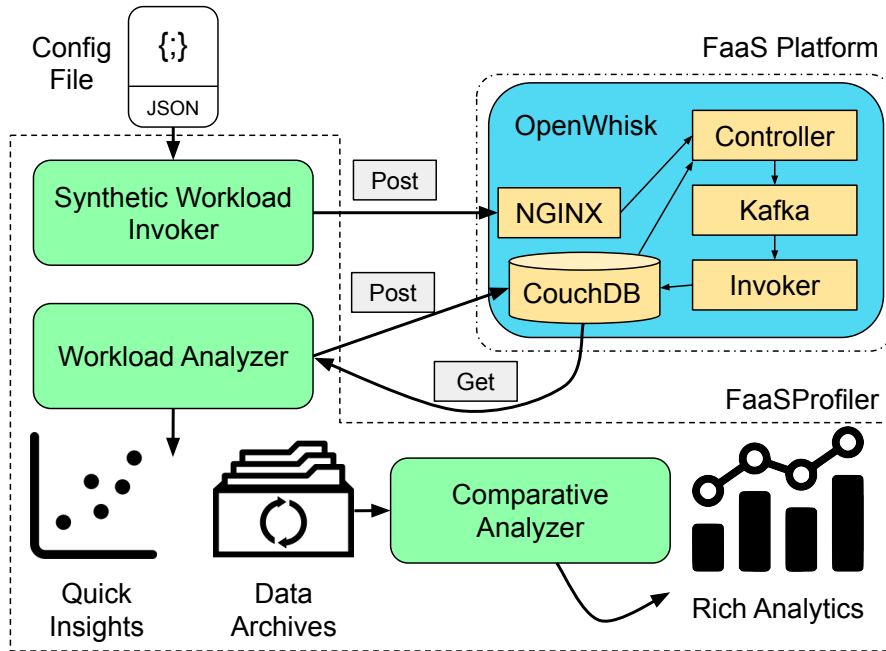 Config
File
{;}
JSON
FaaS Platform
OpenWhisk
Controller
Synthetic Workload
Invoker
Post
NGINX
Kafka
Post
CouchDB
Invoker
Workload Analyzer
Get
FaaSProfiler
Comparative
Analyzer
Quick
Insights
Data
Archives
Rich Analytics